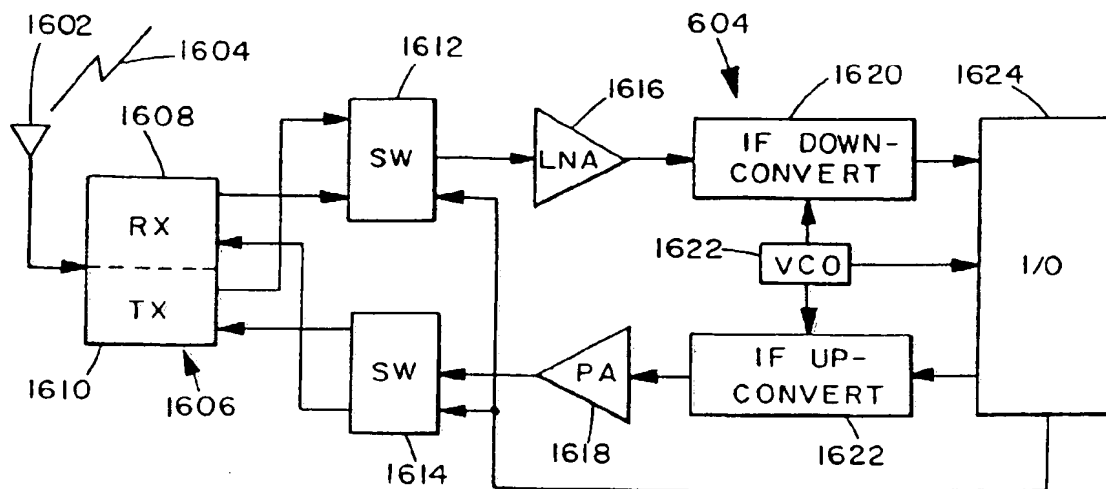 1602
1604
1612
604
1616
1620
1624
1608
SW
LNA
IF DOWN-
CONVERT
RX
1622
VCO
I/O
TX
SW
PA
IF UP-
CONVERT
1610
1606
1614
1618
1622